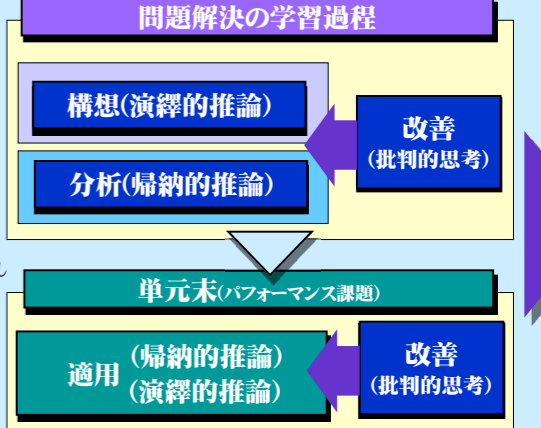 問題解決の学習過程
構想(演繹的推論)
分析(帰納的推論)
改善
(批判的思考)
単元末(パフォーマンス課題)
適用 (帰納的推論)
(演繹的推論)
改善
(批判的思考)